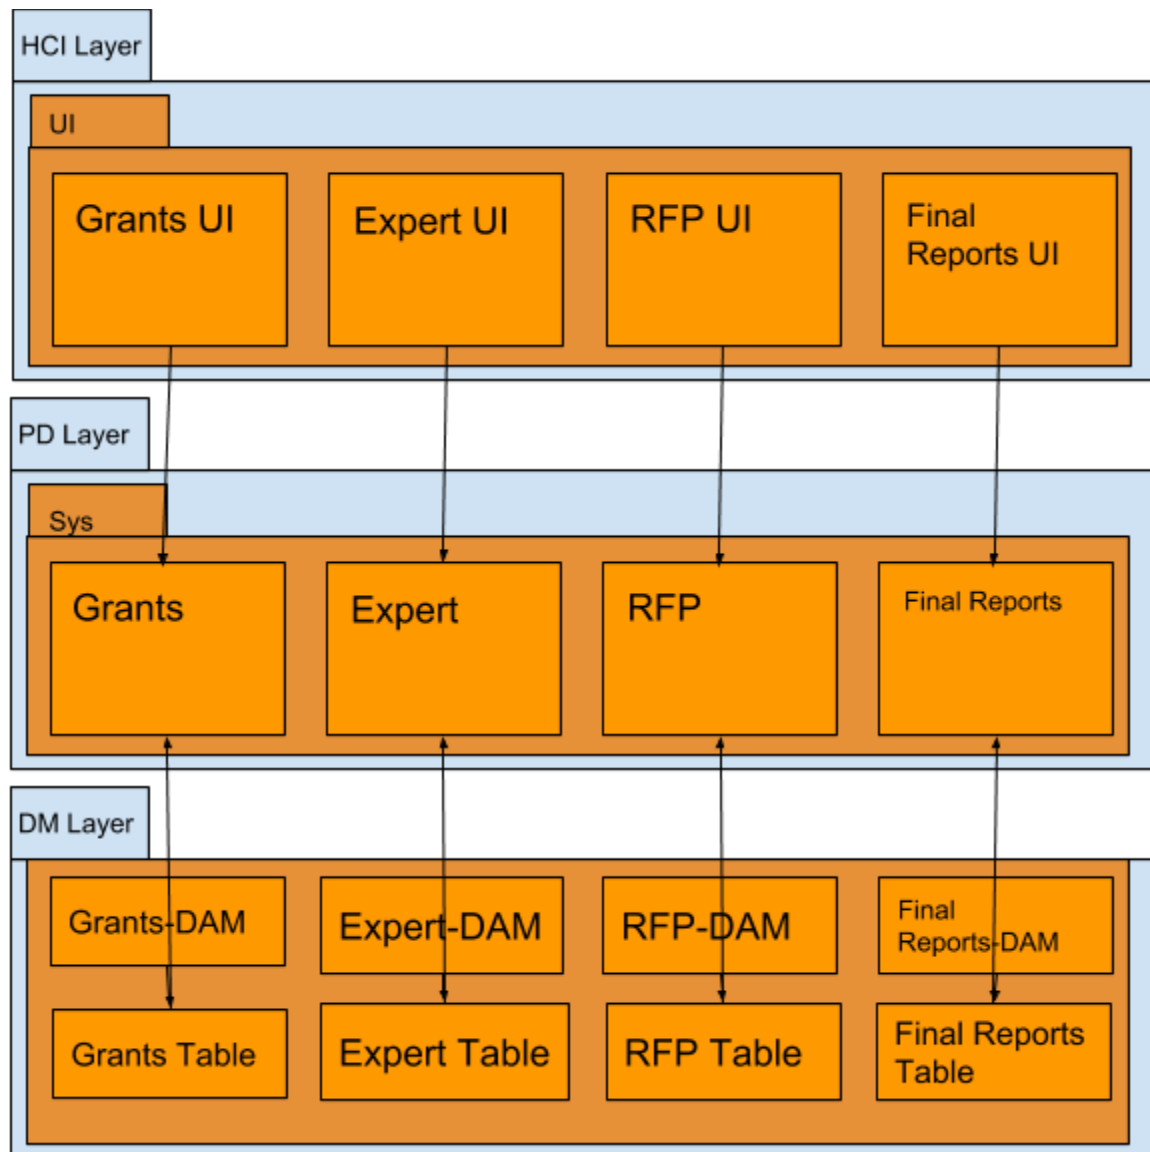 HCI Layer
UI
Grants UI
Expert UI
RFP UI
Final
Reports UI
PD Layer
Sys
Grants
Expert
RFP
Final Reports
DM Layer
Grants-DAM
Expert-DAM
RFP-DAM
Final
Reports-DAM
Grants Table
Expert Table
RFP Table
Final Reports
Table